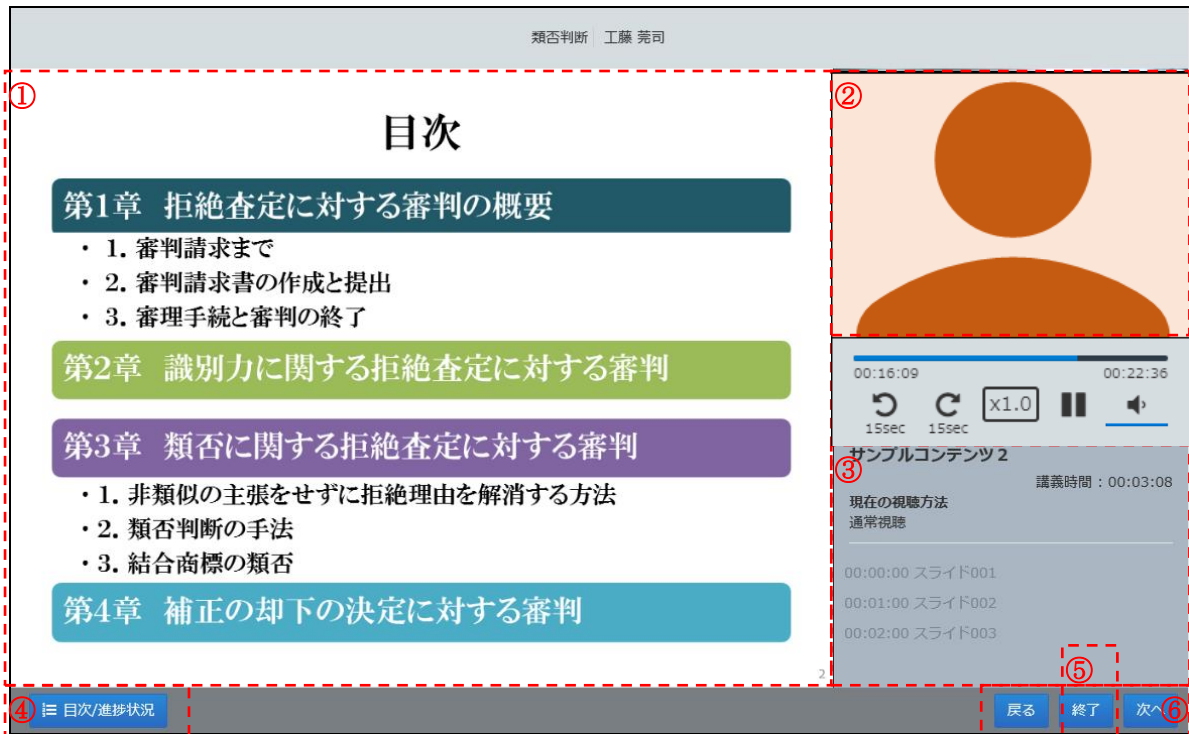 類否判断 工藤 莞司
①
目次
第1章 拒絶査定に対する審判の概要
・ 1. 審判請求まで
・ 2. 審判請求書の作成と提出
・ 3. 審理手続と審判の終了
第2章 識別力に関する拒絶査定に対する審判
第3章 類否に関する拒絶査定に対する審判
・1. 非類似の主張をせずに拒絶理由を解消する方法
・2. 類否判断の手法
・3. 結合商標の類否
第4章 補正の却下の決定に対する審判
2
②
00:16:09 00:22:36
x1.0
15sec 15sec
③
サンプルコンテンツ2
講義時間：00:03:08
現在の視聴方法
通常視聴
00:00:00 スライド001
00:01:00 スライド002
00:02:00 スライド003
④ 目次/進捗状況
⑤
戻る 終了 次へ ⑥